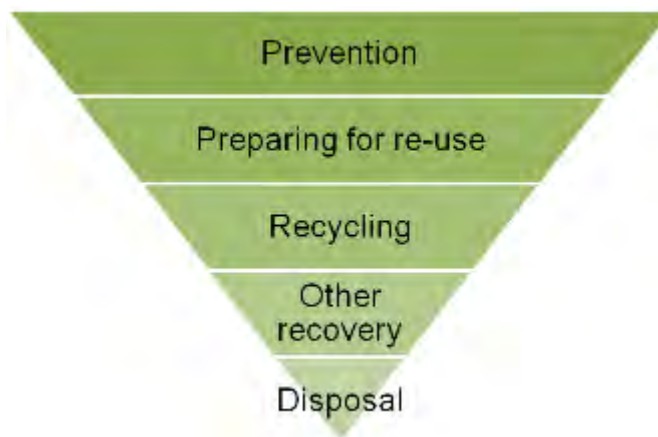 Prevention
Preparing for re-use
Recycling
Other
recovery
Disposal